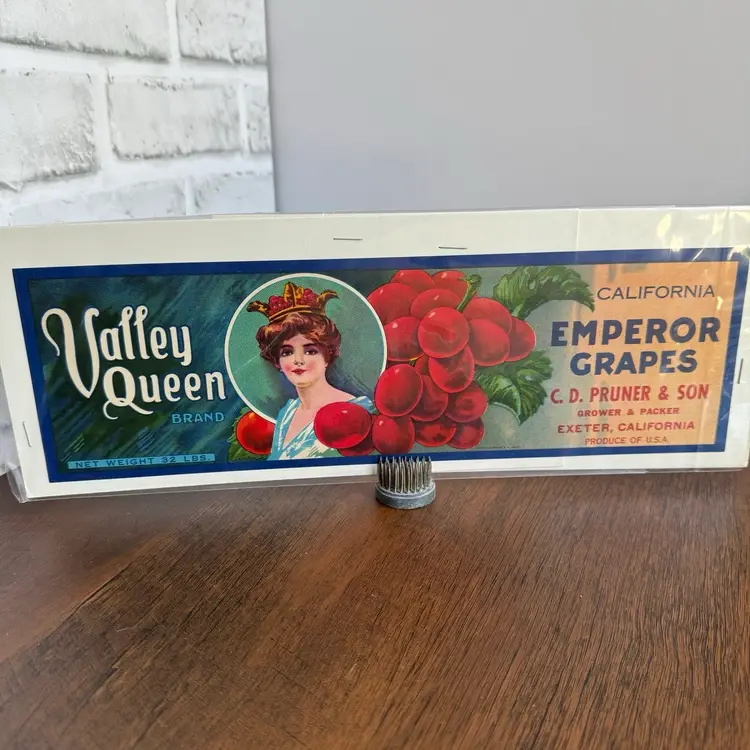 Valley
Queen
BRAND
NET WEIGHT 32 LBS.
CALIFORNIA
EMPEROR
GRAPES
C. D. PRUNER & SON
GROWER & PACKER
EXETER, CALIFORNIA
PRODUCE OF U.S.A.